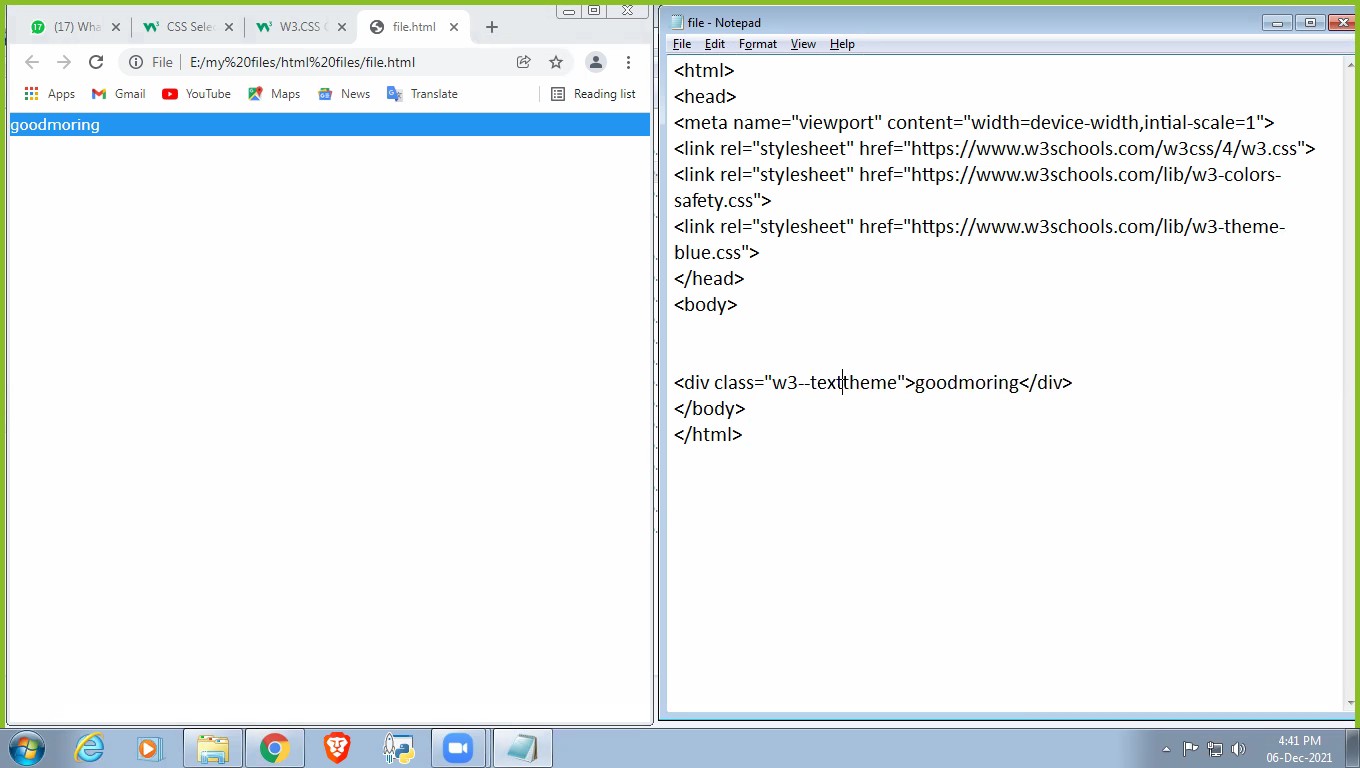 17 (17) Wha
CSS Selec
W3.CSS C
file.html
File E:/my%20files/html%20files/file.html
Apps Gmail YouTube Maps News Translate Reading list
goodmoring
file - Notepad
File Edit Format View Help
<html>
<head>
<meta name="viewport" content="width=device-width,intial-scale=1">
<link rel="stylesheet" href="https://www.w3schools.com/w3css/4/w3.css">
<link rel="stylesheet" href="https://www.w3schools.com/lib/w3-colors-
safety.css">
<link rel="stylesheet" href="https://www.w3schools.com/lib/w3-theme-
blue.css">
</head>
<body>
<div class="w3--texttheme">goodmoring</div>
</body>
</html>
4:41 PM
06-Dec-2021